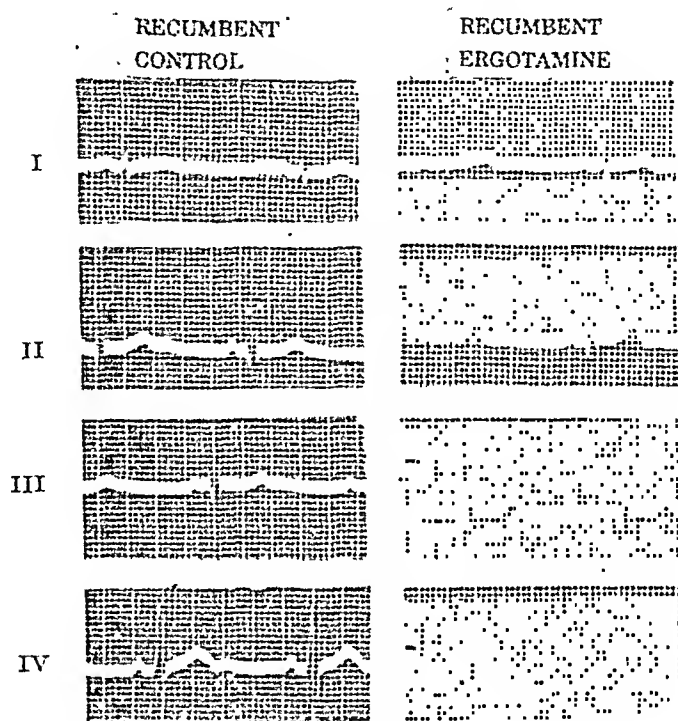 RECUMBENT
CONTROL
RECUMBENT
ERGOTAMINE
I
II
III
IV